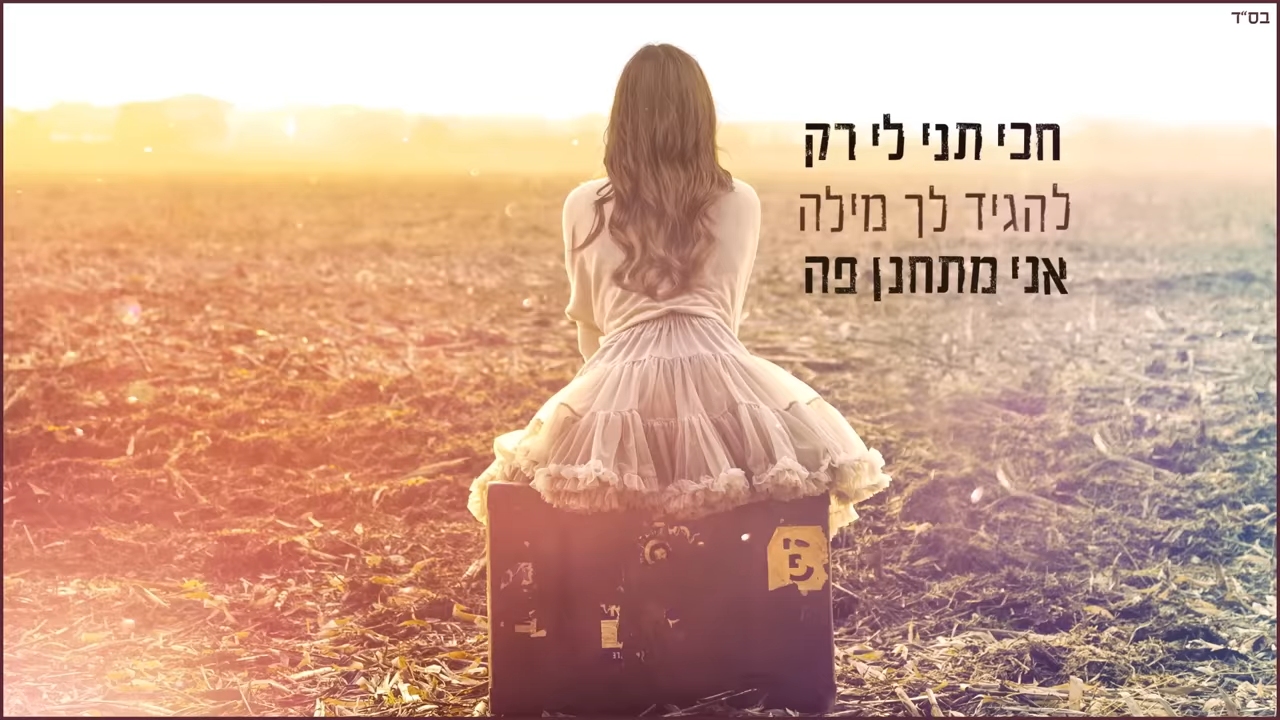 בס״ד
חכי תני לי רק
להגיד לך מילה
אני מתחנן פה